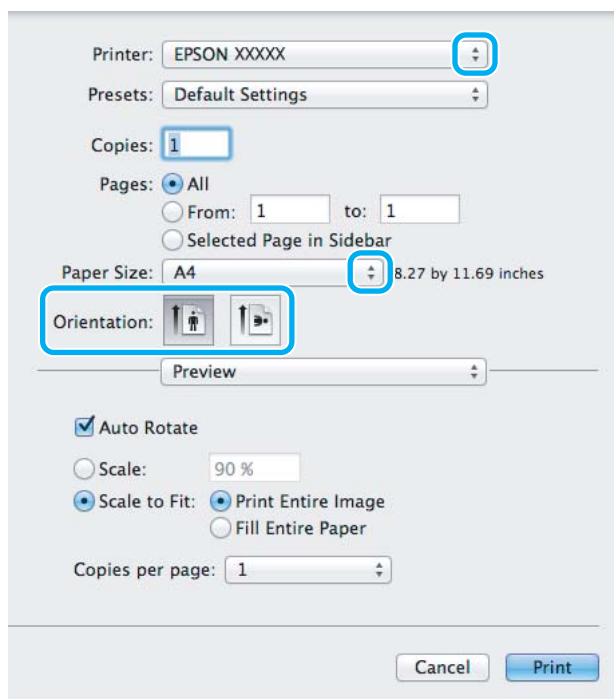 Printer: EPSON XXXXX
Presets: Default Settings
Copies: 1
Pages: All
From: 1 to: 1
Selected Page in Sidebar
Paper Size: A4 8.27 by 11.69 inches
Orientation:
Preview
Auto Rotate
Scale: 90 %
Scale to Fit: Print Entire Image
Fill Entire Paper
Copies per page: 1
Cancel Print